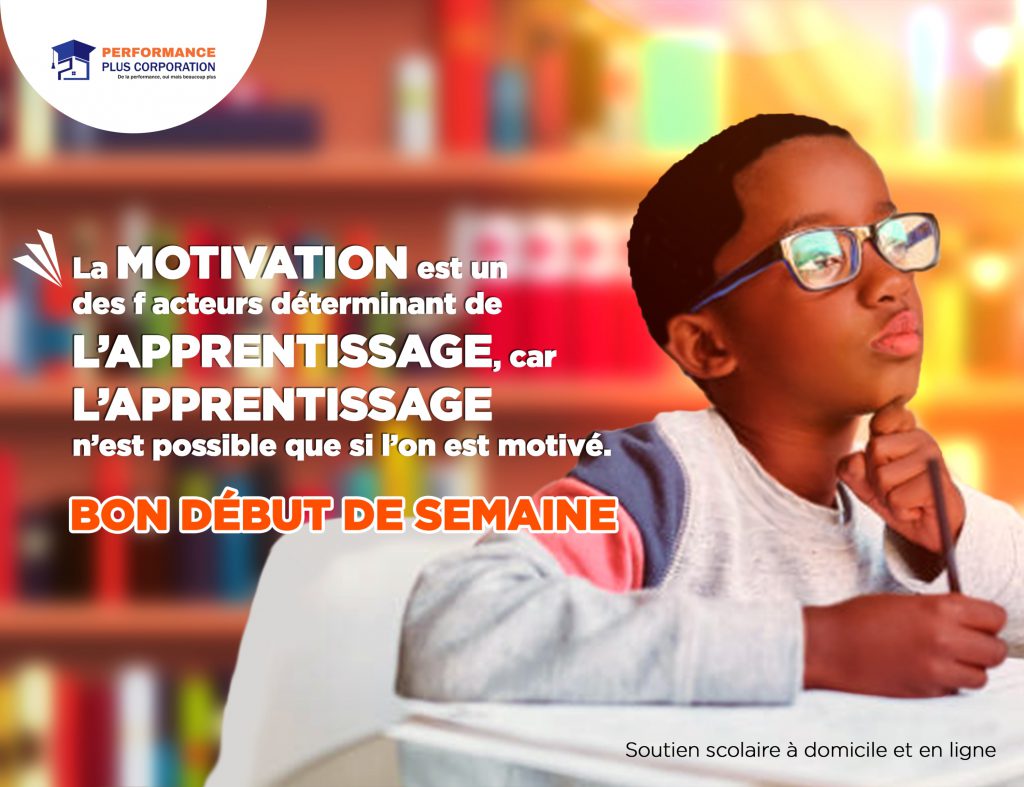 PERFORMANCE
PLUS CORPORATION
De la performance, oui mais beaucoup plus
La MOTIVATION est un
des f acteurs déterminant de
L'APPRENTISSAGE, car
L'APPRENTISSAGE
n'est possible que si l'on est motivé.
BON DÉBUT DE SEMAINE
Soutien scolaire à domicile et en ligne